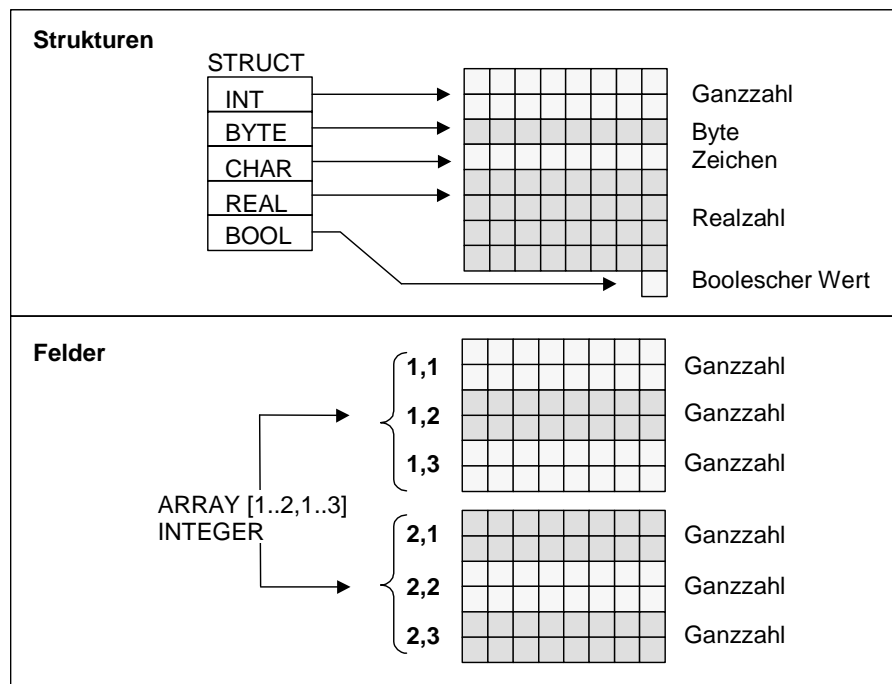 Strukturen
STRUCT
INT
BYTE
CHAR
REAL
BOOL
Ganzzahl
Byte
Zeichen
Realzahl
Boolescher Wert
Felder
ARRAY [1..2,1..3]
INTEGER
1,1
Ganzzahl
1,2
Ganzzahl
1,3
Ganzzahl
2,1
Ganzzahl
2,2
Ganzzahl
2,3
Ganzzahl